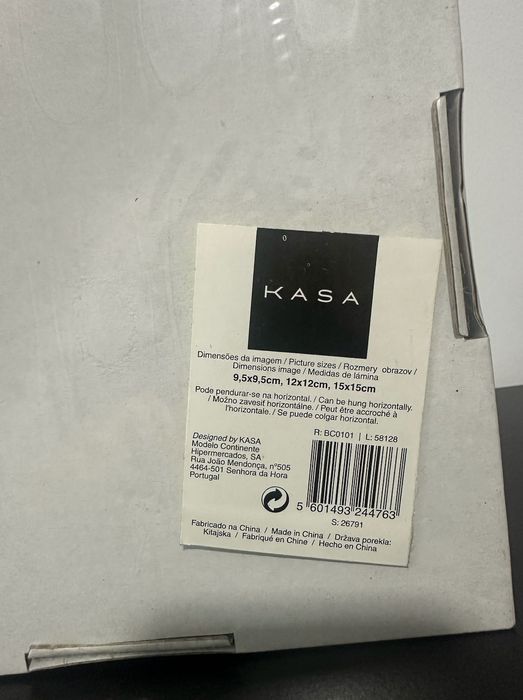 KASA
Dimensões da imagem / Picture sizes / Rozmery obrazov /
Dimensions image / Medidas de lámina
9,5x9,5cm, 12x12cm, 15x15cm
Pode pendurar-se na horizontal. / Can be hung horizontally.
/ Možno zavesiť horizontálne. / Peut être accroché à
l'horizontale. / Se puede colgar horizontal.
R: BC0101 | L: 58128
Designed by KASA
Modelo Continente
Hipermercados, SA
Rua João Mendonça, nº505
4464-501 Senhora da Hora
Portugal
5 601493 244763
S: 26791
Fabricado na China / Made in China / Država porekla:
Kitajska / Fabriqué en Chine / Hecho en China